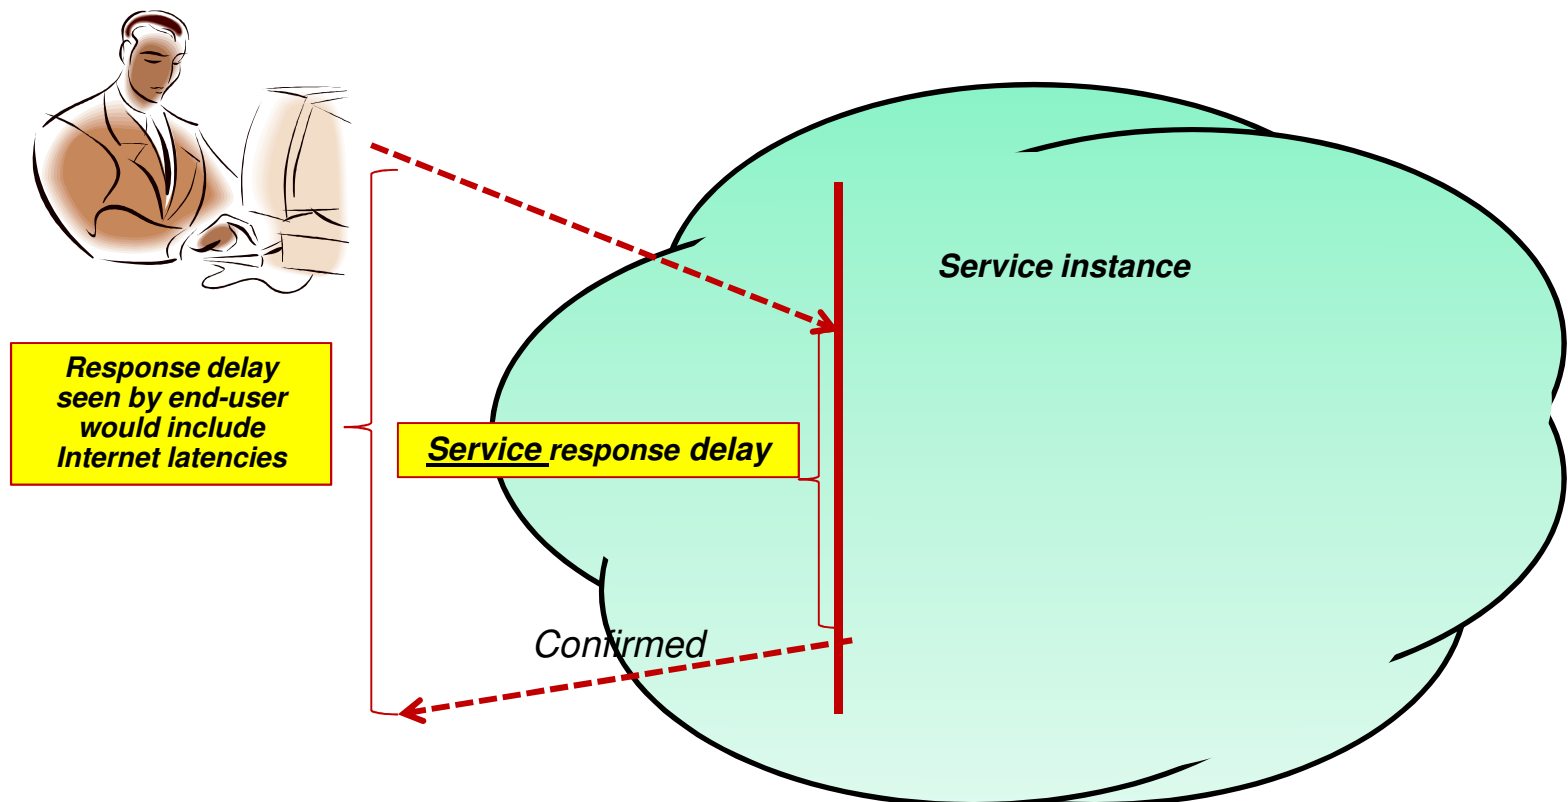 Service instance
Response delay
seen by end-user
would include
Internet latencies
Service response delay
Confirmed